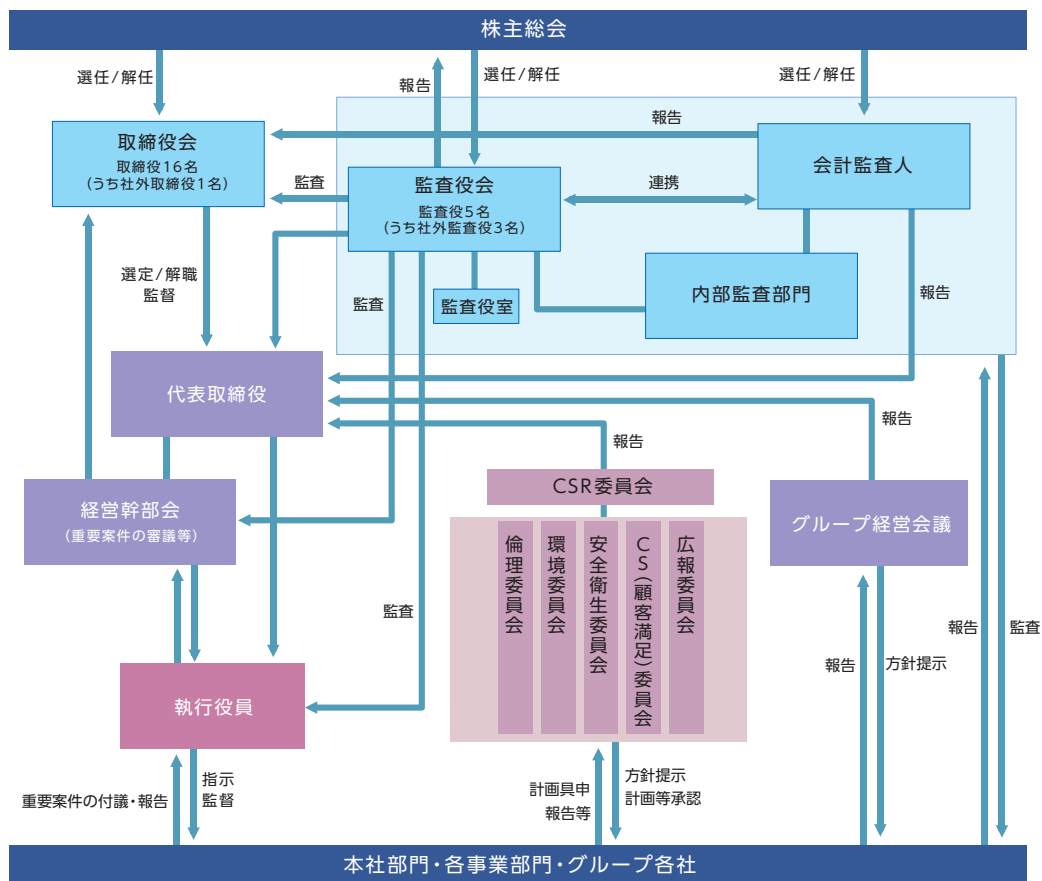 株主総会
選任/解任
報告
選任/解任
選任/解任
取締役会
取締役16名
(うち社外取締役1名)
報告
会計監査人
監査
監査役会
監査役5名
(うち社外監査役3名)
連携
選定/解職
監督
監査
監査役室
内部監査部門
報告
代表取締役
報告
報告
経営幹部会
(重要案件の審議等)
CSR委員会
グループ経営会議
倫理委員会
環境委員会
安全衛生委員会
CS(顧客満足)委員会
広報委員会
監査
報告
監査
報告
方針提示
執行役員
重要案件の付議・報告
指示
監督
計画具申
報告等
方針提示
計画等承認
本社部門・各事業部門・グループ各社